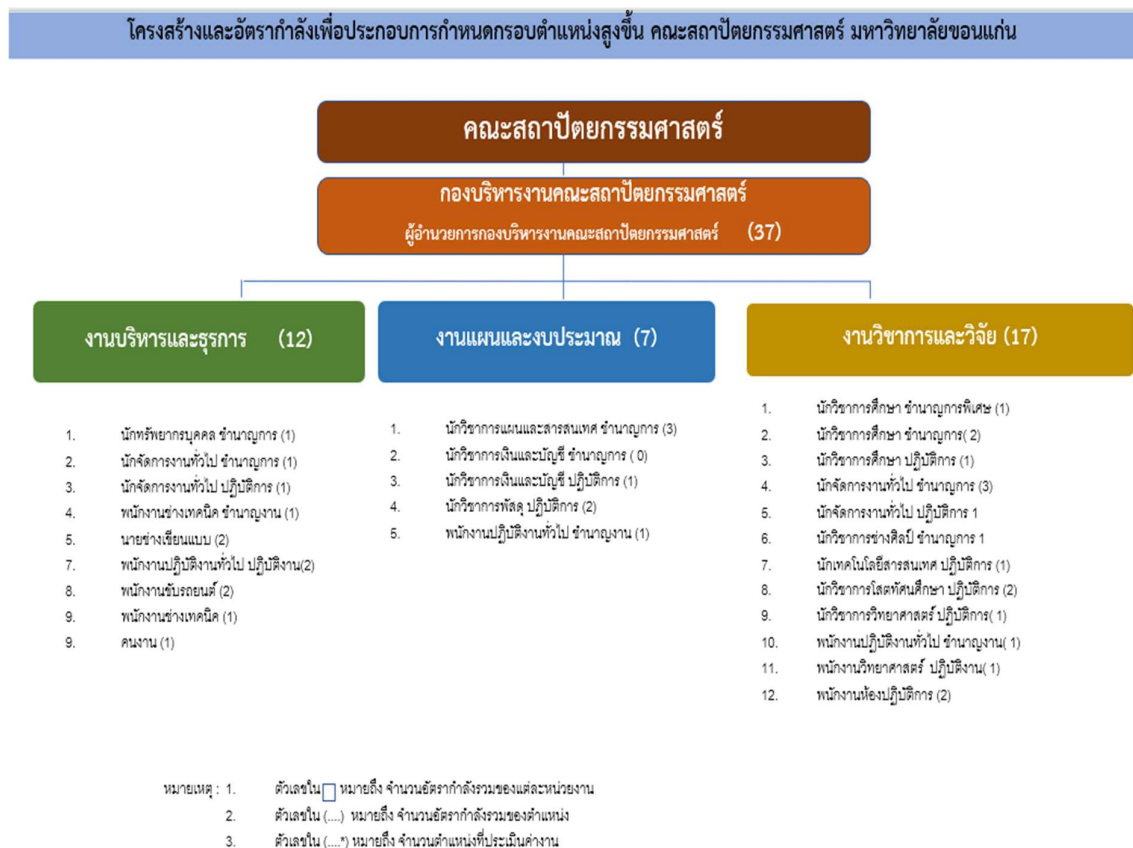 โครงสร้างและอัตรากำลังเพื่อประกอบการกำหนดกรอบตำแหน่งสูงขึ้น คณะสถาปัตยกรรมศาสตร์ มหาวิทยาลัยขอนแก่น
คณะสถาปัตยกรรมศาสตร์
กองบริหารงานคณะสถาปัตยกรรมศาสตร์
ผู้อำนวยการกองบริหารงานคณะสถาปัตยกรรมศาสตร์ (37)
งานบริหารและธุรการ (12)
1. นักทรัพยากรบุคคล ชำนาญการ (1)
2. นักจัดการงานทั่วไป ชำนาญการ (1)
3. นักจัดการงานทั่วไป ปฏิบัติการ (1)
4. พนักงานช่างเทคนิค ชำนาญงาน (1)
5. นายช่างเขียนแบบ (2)
7. พนักงานปฏิบัติงานทั่วไป ปฏิบัติงาน(2)
8. พนักงานขับรถยนต์ (2)
9. พนักงานช่างเทคนิค (1)
9. คนงาน (1)
งานแผนและงบประมาณ (7)
1. นักวิชาการแผนและสารสนเทศ ชำนาญการ (3)
2. นักวิชาการเงินและบัญชี ชำนาญการ ( 0)
3. นักวิชาการเงินและบัญชี ปฏิบัติการ (1)
4. นักวิชาการพัสดุ ปฏิบัติการ (2)
5. พนักงานปฏิบัติงานทั่วไป ชำนาญงาน (1)
งานวิชาการและวิจัย (17)
1. นักวิชาการศึกษา ชำนาญการพิเศษ (1)
2. นักวิชาการศึกษา ชำนาญการ( 2)
3. นักวิชาการศึกษา ปฏิบัติการ (1)
4. นักจัดการงานทั่วไป ชำนาญการ (3)
5. นักจัดการงานทั่วไป ปฏิบัติการ 1
6. นักวิชาการช่างศิลป์ ชำนาญการ 1
7. นักเทคโนโลยีสารสนเทศ ปฏิบัติการ (1)
8. นักวิชาการโสตทัศนศึกษา ปฏิบัติการ (2)
9. นักวิชาการวิทยาศาสตร์ ปฏิบัติการ( 1)
10. พนักงานปฏิบัติงานทั่วไป ชำนาญงาน( 1)
11. พนักงานวิทยาศาสตร์ ปฏิบัติงาน( 1)
12. พนักงานห้องปฏิบัติการ (2)
หมายเหตุ : 1. ตัวเลขใน หมายถึง จำนวนอัตรากำลังรวมของแต่ละหน่วยงาน
2. ตัวเลขใน (....) หมายถึง จำนวนอัตรากำลังรวมของตำแหน่ง
3. ตัวเลขใน (....*) หมายถึง จำนวนตำแหน่งที่ประเมินค่างาน